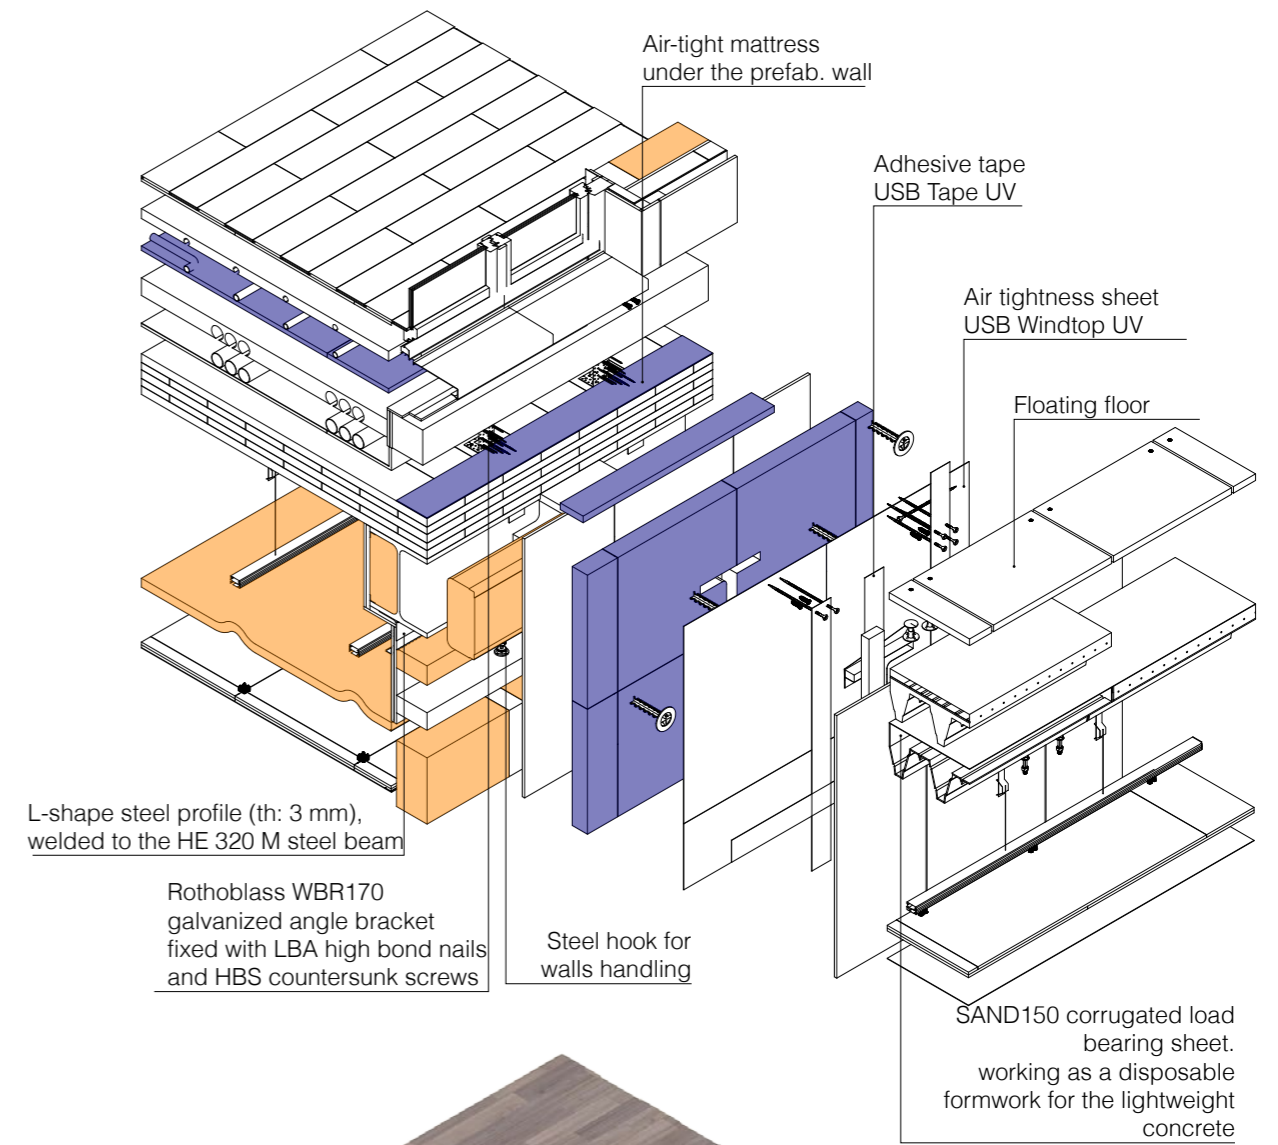 Air-tight mattress
under the prefab. wall
Adhesive tape
USB Tape UV
Air tightness sheet
USB Windtop UV
Floating floor
L-shape steel profile (th: 3 mm),
welded to the HE 320 M steel beam
Rothoblass WBR170
galvanized angle bracket
fixed with LBA high bond nails
and HBS countersunk screws
Steel hook for
walls handling
SAND150 corrugated load
bearing sheet.
working as a disposable
formwork for the lightweight
concrete